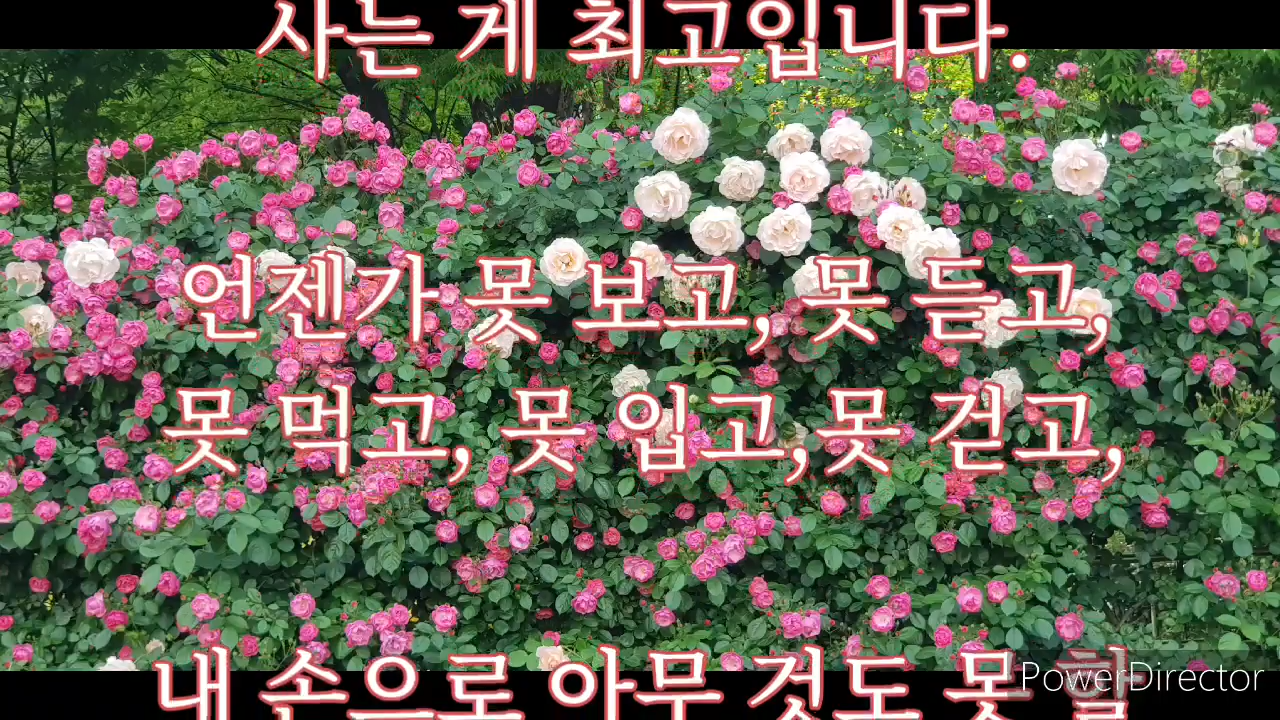 사는 게 최고입니다.
언젠가 못 보고, 못 듣고,
못 먹고, 못 입고,못 걷고,
내 손으로 아무 것도 못 할
PowerDirector